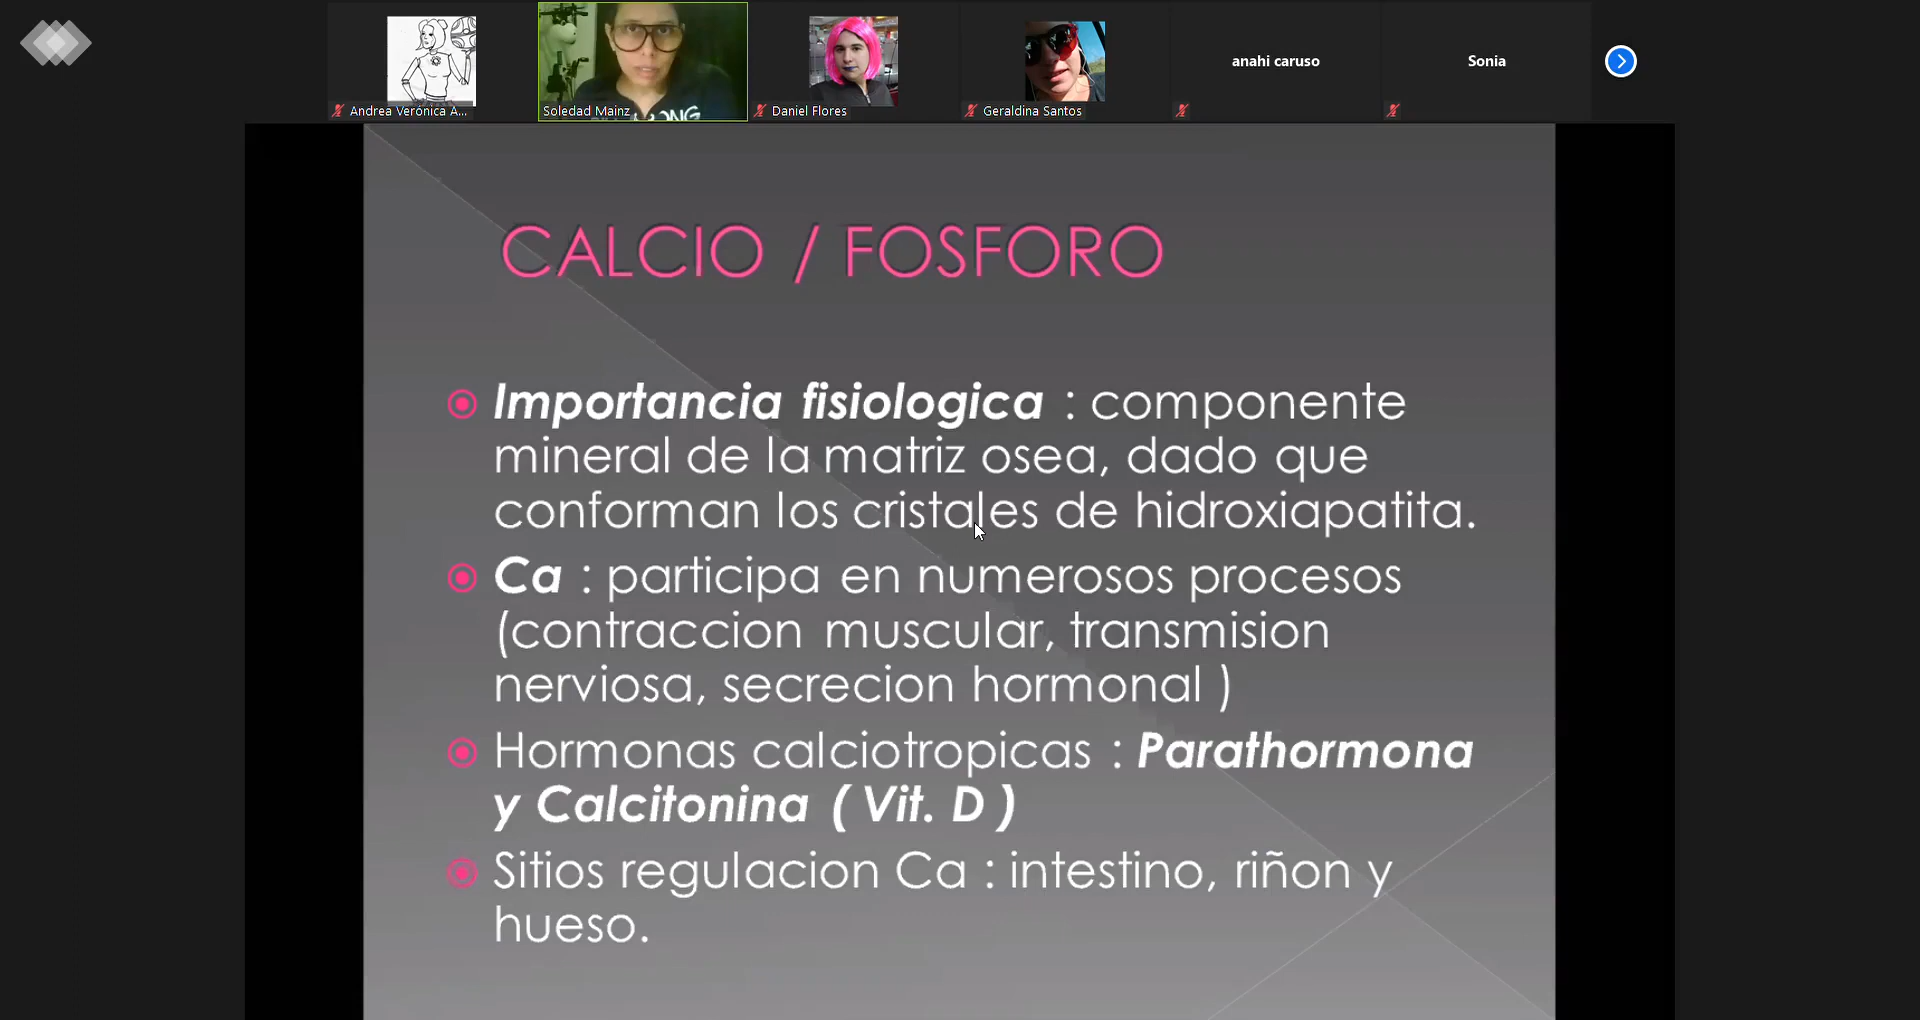 Andrea Verónica A...
Soledad Mainz
Daniel Flores
Geraldina Santos
anahi caruso
Sonia
CALCIO / FOSFORO
Importancia fisiologica : componente
mineral de la matriz osea, dado que
conforman los cristales de hidroxiapatita.
Ca : participa en numerosos procesos
(contraccion muscular, transmision
nerviosa, secrecion hormonal )
Hormonas calciotropicas : Parathormona
y Calcitonina ( Vit. D )
Sitios regulacion Ca : intestino, riñon y
hueso.